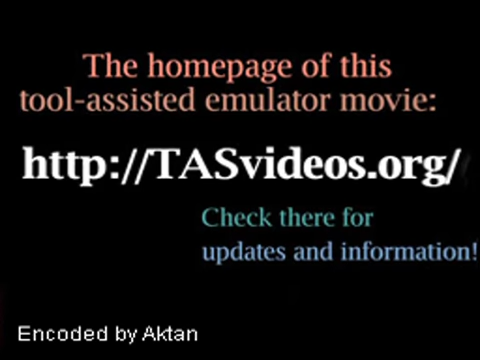 The homepage of this
tool-assisted emulator movie:
http://TASvideos.org/
Check there for
updates and information!
Encoded by Aktan